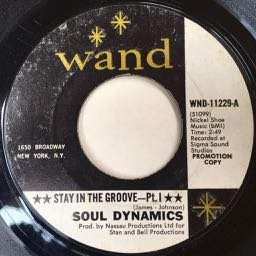 wand
WND-11229-A
(51099)
Nickel Shoe
Music (BMI)
Time: 2:49
Recorded at
Sigma Sound
Studios
PROMOTION
COPY
1650 BROADWAY
NEW YORK, N.Y.
★★ STAY IN THE GROOVE—Pt. I ★★
(James - Johnson)
SOUL DYNAMICS
Prod. by Nassau Productions Ltd for
Stan and Bell Productions